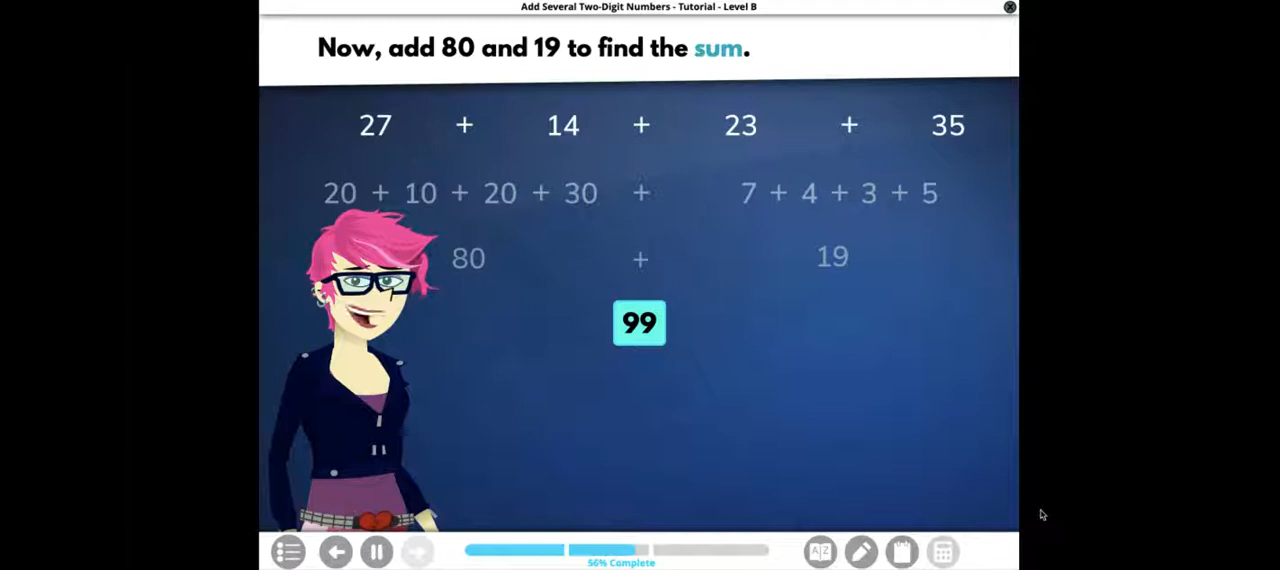 Add Several Two-Digit Numbers - Tutorial - Level B
X
Now, add 80 and 19 to find the sum.
27 + 14 + 23 + 35
20 + 10 + 20 + 30 + 7 + 4 + 3 + 5
80 + 19
99
A Z
56% Complete